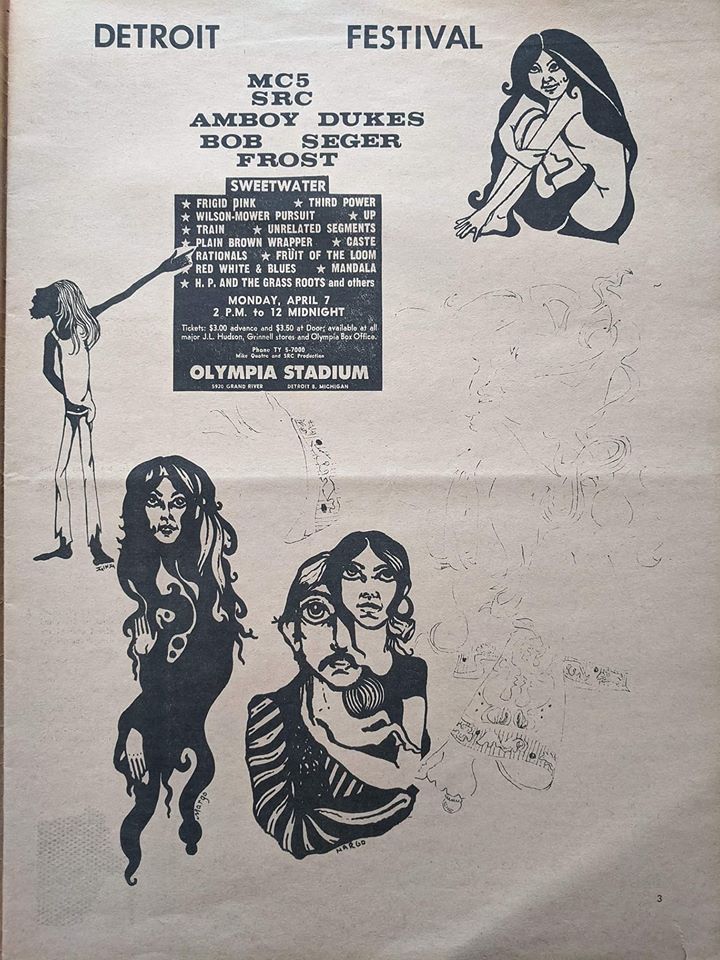 DETROIT FESTIVAL
MC5
SRC
AMBOY DUKES
BOB SEGER
FROST
SWEETWATER
★ FRIGID PINK ★ THIRD POWER
★ WILSON-MOWER PURSUIT ★ UP
★ TRAIN ★ UNRELATED SEGMENTS
★ PLAIN BROWN WRAPPER ★ CASTE
RATIONALS ★ FRUIT OF THE LOOM
★ RED WHITE & BLUES ★ MANDALA
★ H. P. AND THE GRASS ROOTS and others
MONDAY, APRIL 7
2 P.M. to 12 MIDNIGHT
Tickets: $3.00 advance and $3.50 at Door; available at all
major J.L. Hudson, Grinnell stores and Olympia Box Office.
Phone TY 5-7000
Mike Quatro and SRC Production
OLYMPIA STADIUM
5920 GRAND RIVER DETROIT 8, MICHIGAN
Margo
MARGO
3